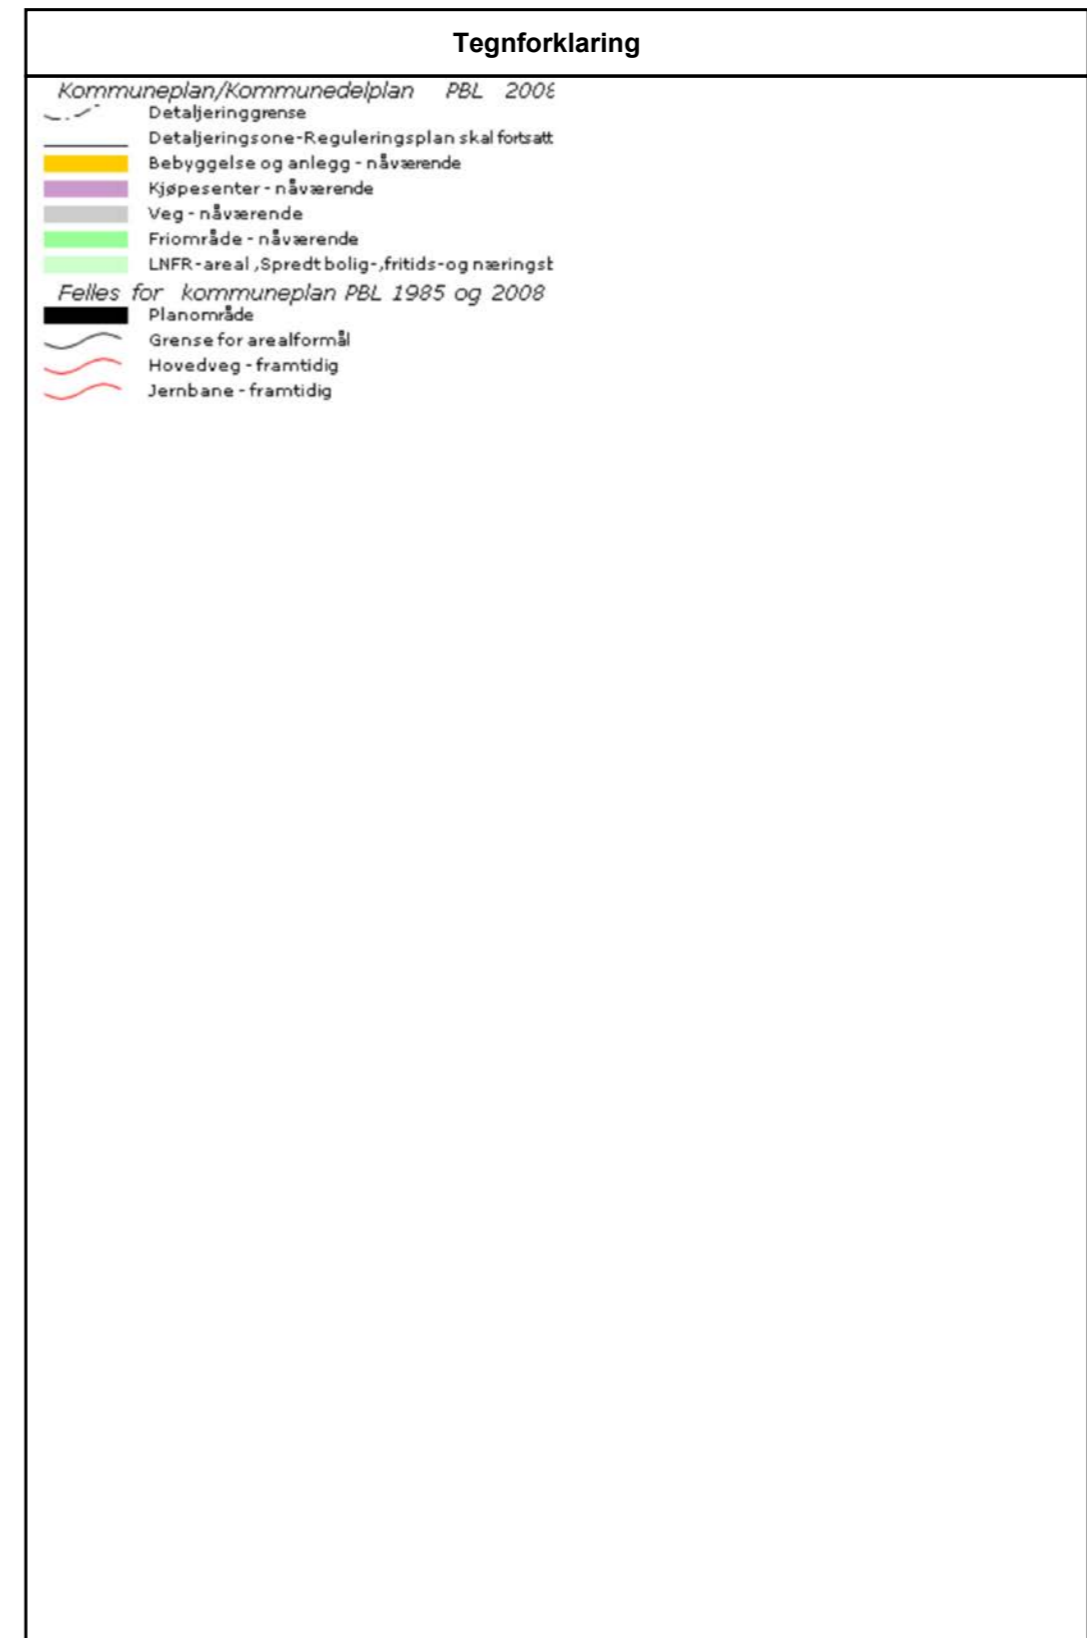 Tegnforklaring
Kommuneplan/Kommunedelplan PBL 2008
Detaljeringgrense
Detaljeringsone-Reguleringsplan skal fortsatt
Bebyggelse og anlegg - nåværende
Kjøpesenter - nåværende
Veg - nåværende
Friområde - nåværende
LNFR-areal ,Spredt bolig-,fritids-og
Felles for kommuneplan PBL 1985 og 2008
Planområde
Grense for arealformål
Hovedveg - framtidig
Jernbane - framtidig